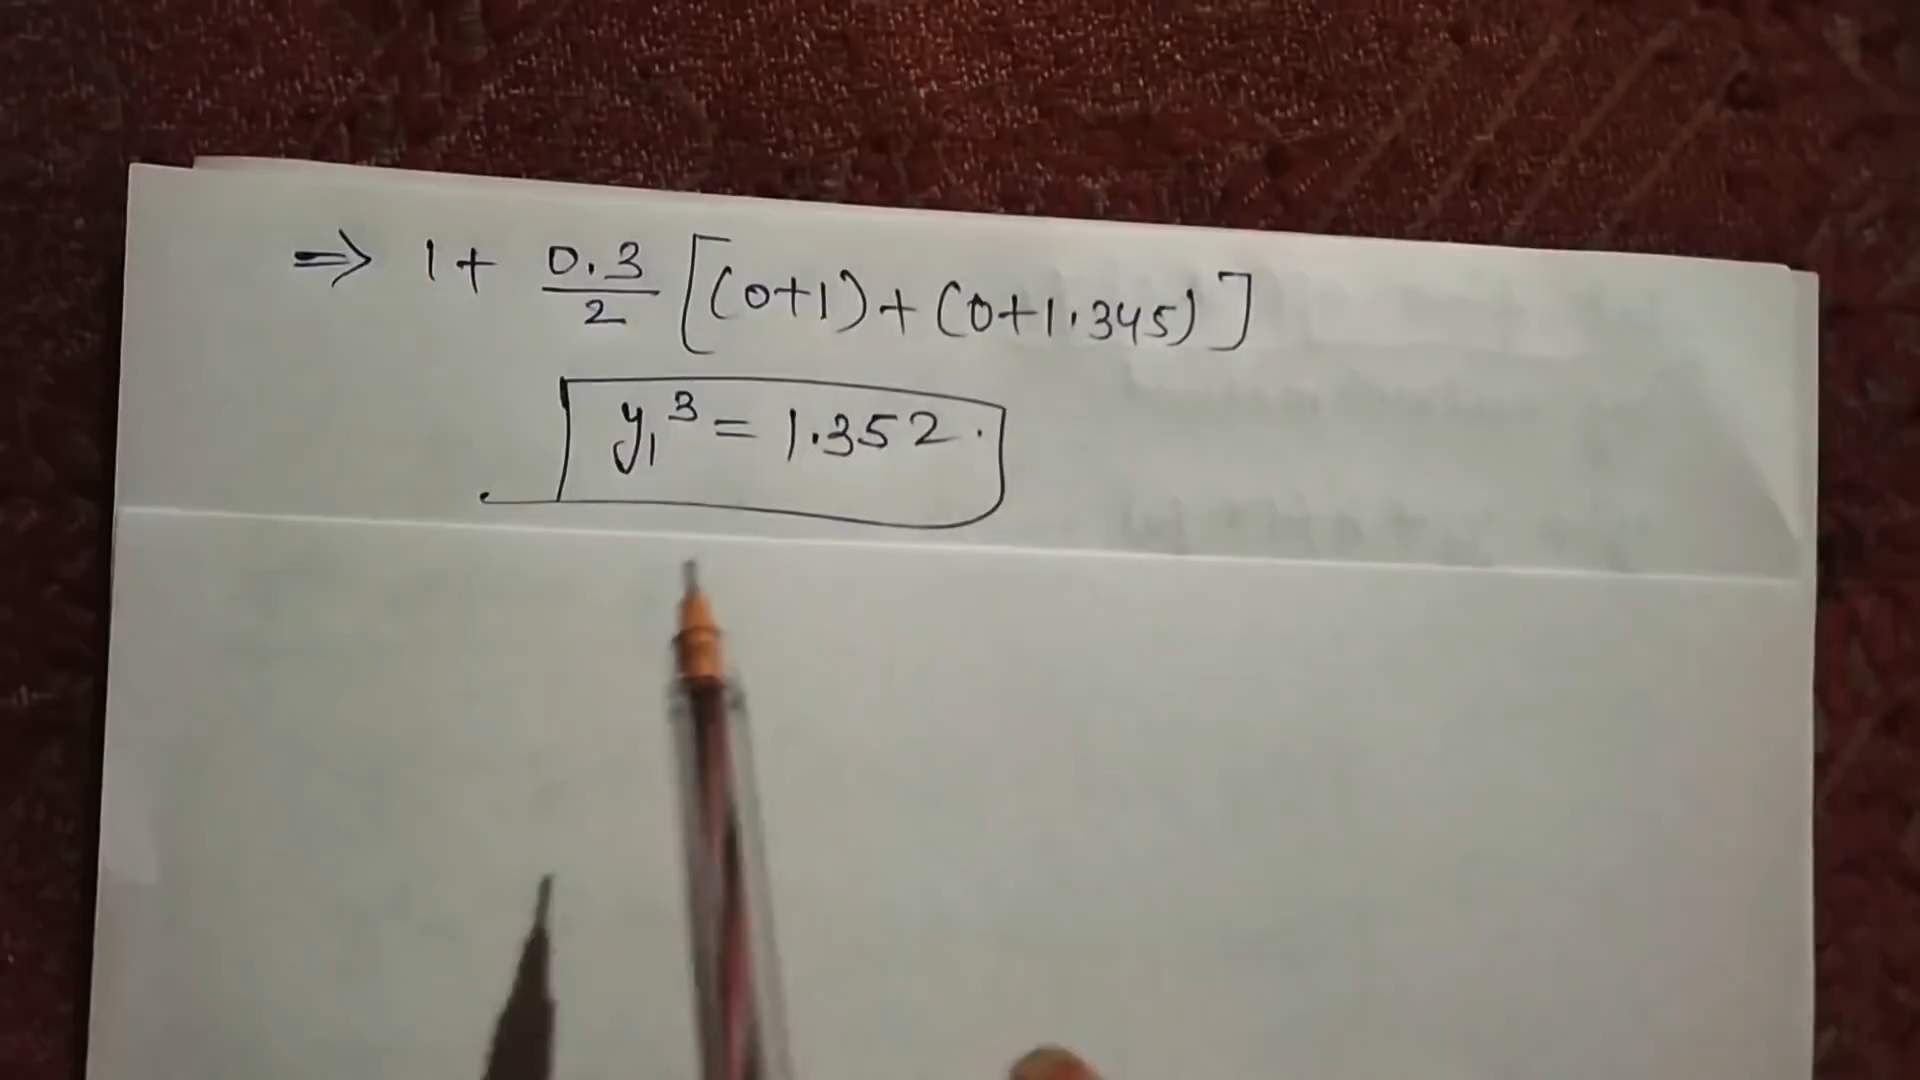 ⇒ 1 + 0.3/2 [(0+1) + (0+1.345)]
y₁³ = 1.352.